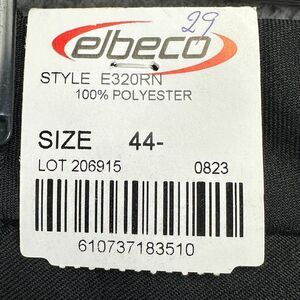 29
elbeco
STYLE E320RN
100% POLYESTER
SIZE 44-
LOT 206915 0823
610737183510